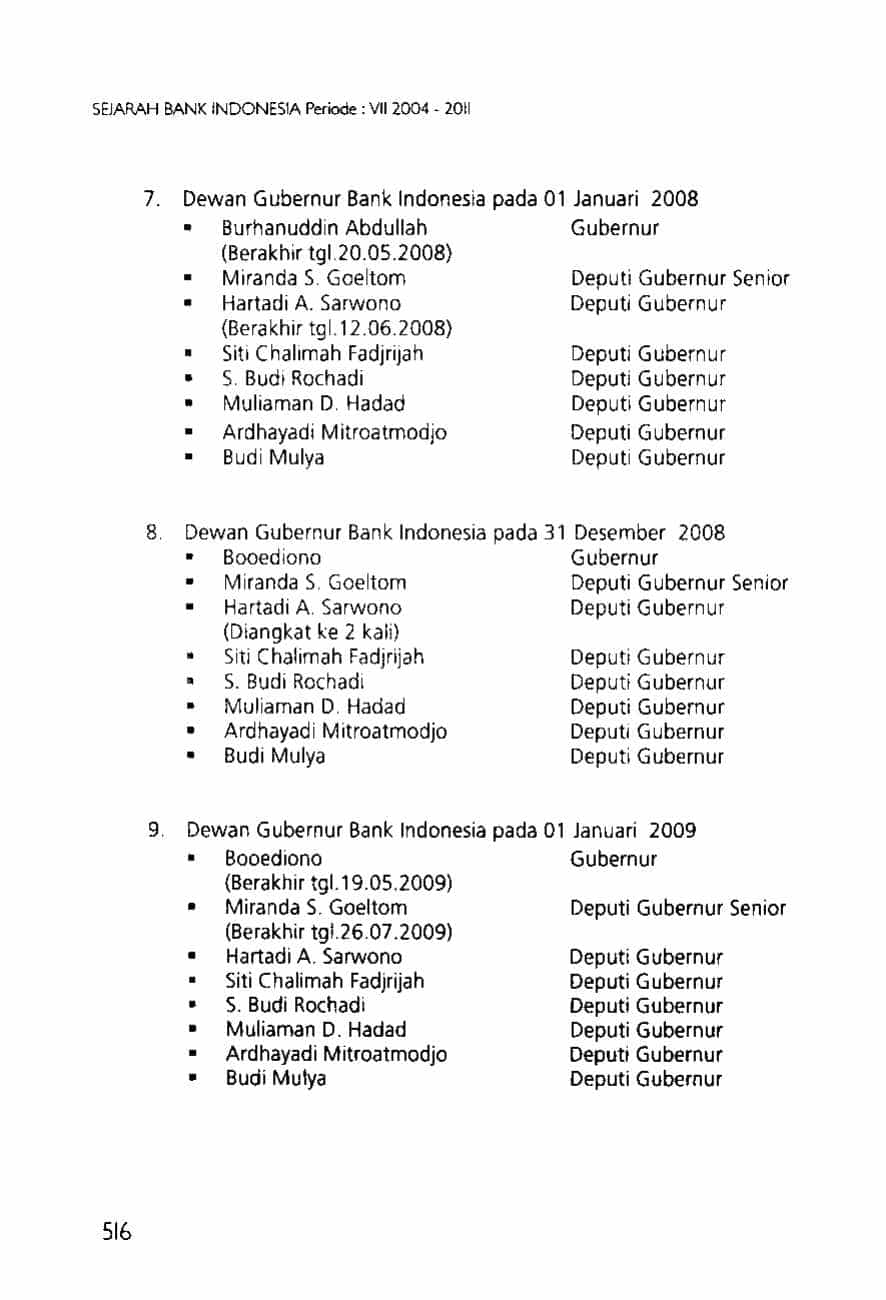 SEJARAH BANK INDONESIA Periode : VII 2004 - 2011
7. Dewan Gubernur Bank Indonesia pada 01 Januari 2008
▪ Burhanuddin Abdullah Gubernur
(Berakhir tgl.20.05.2008)
▪ Miranda S. Goeltom Deputi Gubernur Senior
▪ Hartadi A. Sarwono Deputi Gubernur
(Berakhir tgl.12.06.2008)
▪ Siti Chalimah Fadjrijah Deputi Gubernur
▪ S. Budi Rochadi Deputi Gubernur
▪ Muliaman D. Hadad Deputi Gubernur
▪ Ardhayadi Mitroatmodjo Deputi Gubernur
▪ Budi Mulya Deputi Gubernur
8. Dewan Gubernur Bank Indonesia pada 31 Desember 2008
▪ Booediono Gubernur
▪ Miranda S. Goeltom Deputi Gubernur Senior
▪ Hartadi A. Sarwono Deputi Gubernur
(Diangkat ke 2 kali)
▪ Siti Chalimah Fadjrijah Deputi Gubernur
▪ S. Budi Rochadi Deputi Gubernur
▪ Muliaman D. Hadad Deputi Gubernur
▪ Ardhayadi Mitroatmodjo Deputi Gubernur
▪ Budi Mulya Deputi Gubernur
9. Dewan Gubernur Bank Indonesia pada 01 Januari 2009
▪ Booediono Gubernur
(Berakhir tgl.19.05.2009)
▪ Miranda S. Goeltom Deputi Gubernur Senior
(Berakhir tgl.26.07.2009)
▪ Hartadi A. Sarwono Deputi Gubernur
▪ Siti Chalimah Fadjrijah Deputi Gubernur
▪ S. Budi Rochadi Deputi Gubernur
▪ Muliaman D. Hadad Deputi Gubernur
▪ Ardhayadi Mitroatmodjo Deputi Gubernur
▪ Budi Mulya Deputi Gubernur
516